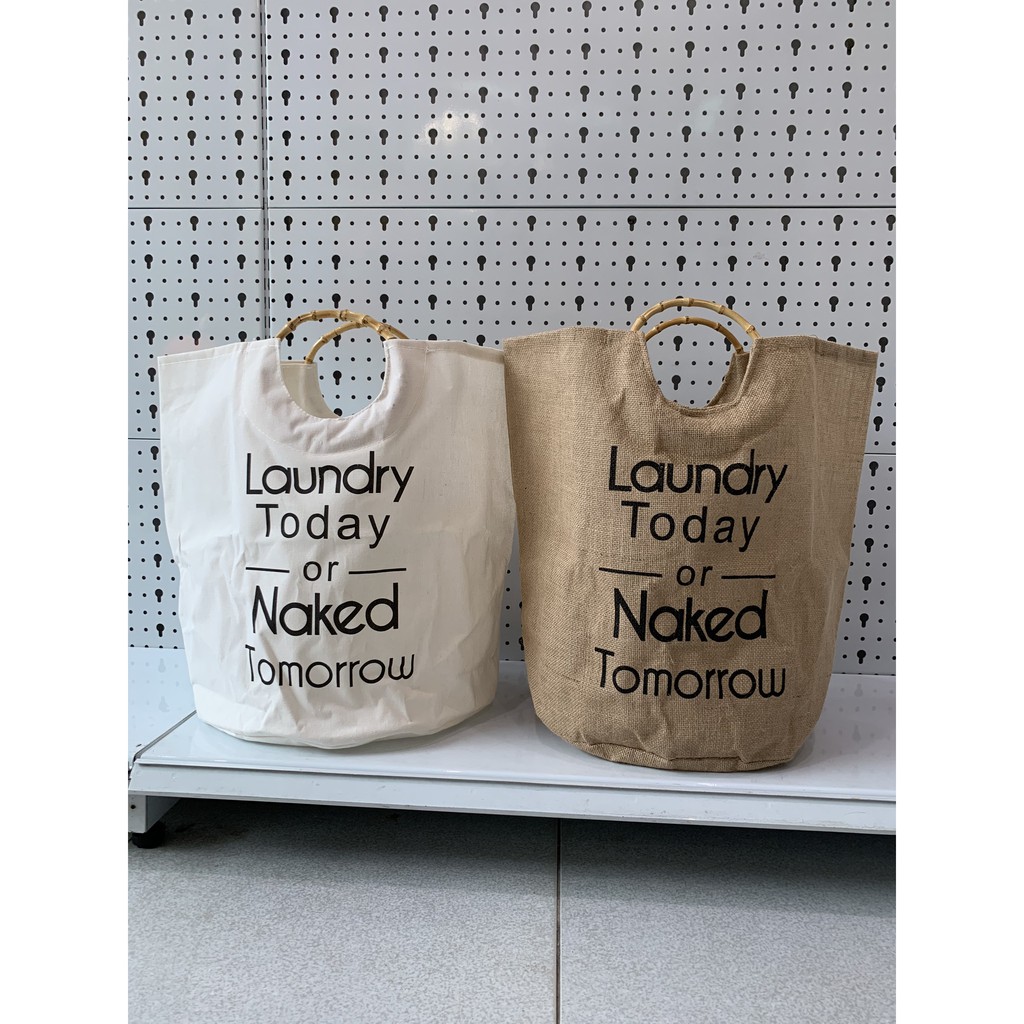 Laundry
Today
or
Naked
Tomorrow
Laundry
Today
or
Naked
Tomorrow